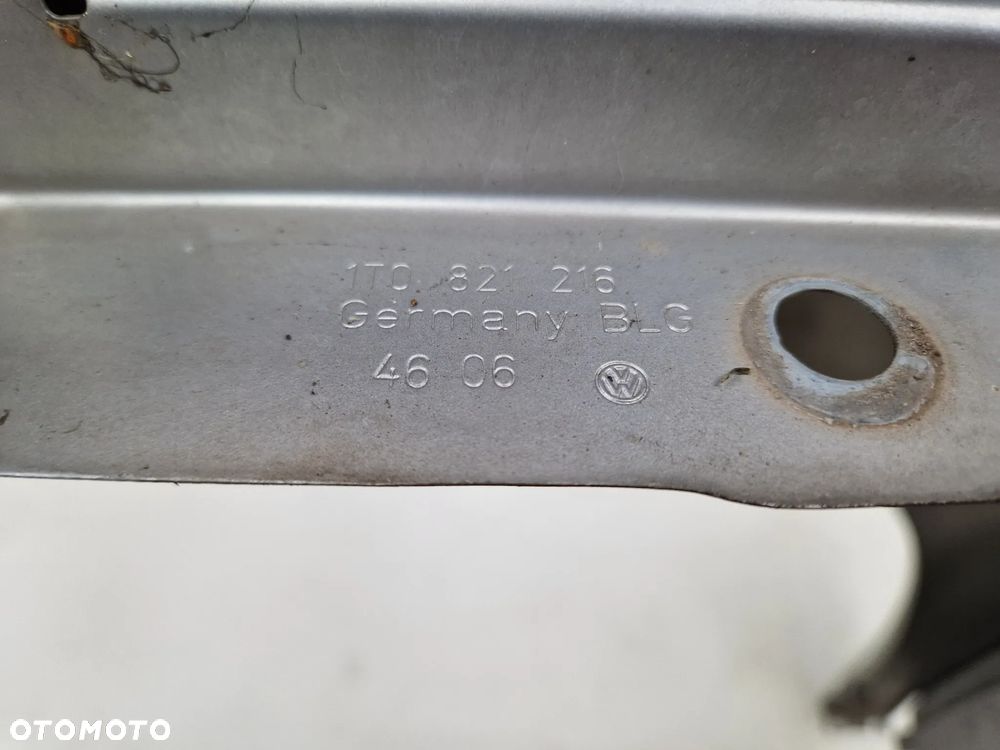 1T0 821 216
Germany BLG
46 06
VW
OTOMOTO